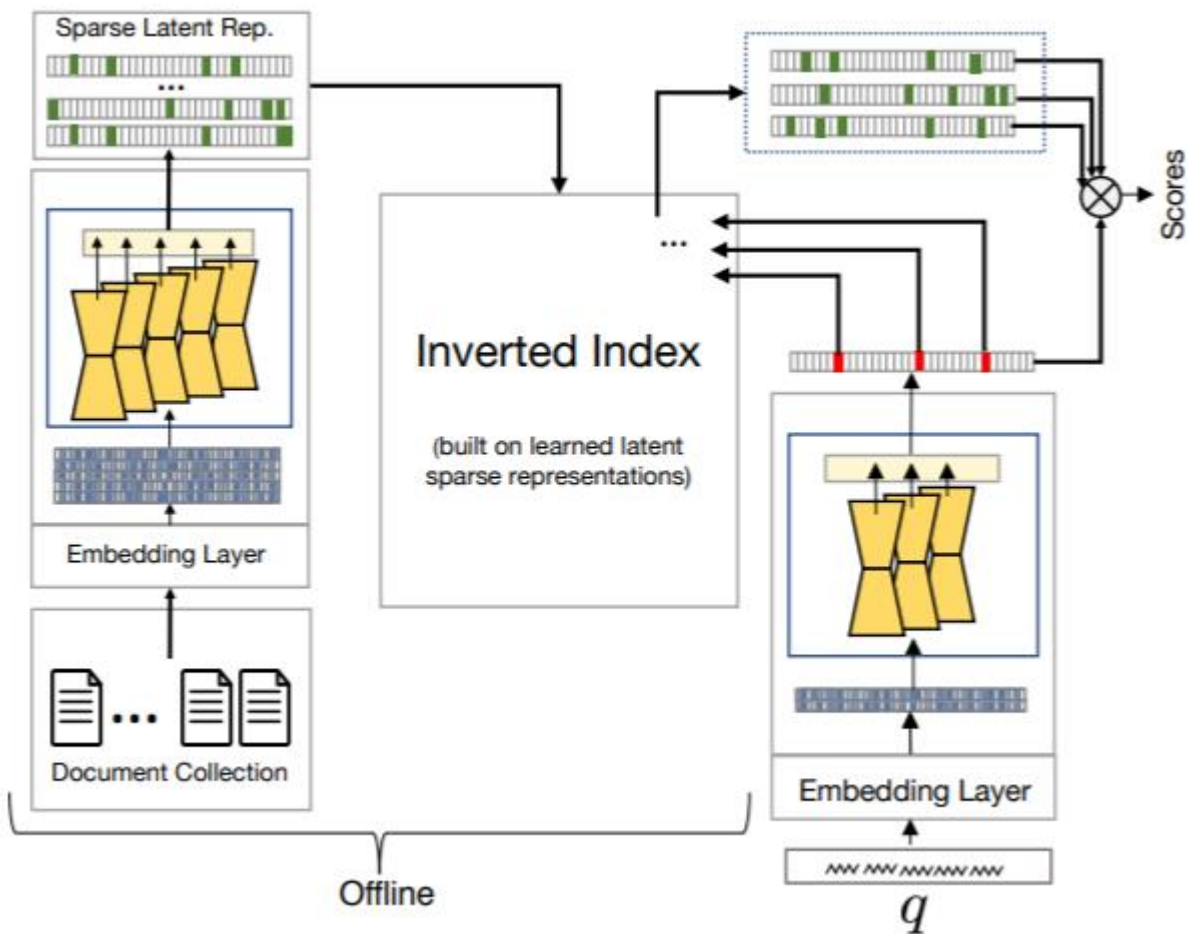 Sparse Latent Rep.
...
Embedding Layer
...
Document Collection
Offline
...
Inverted Index
(built on learned latent
sparse representations)
Scores
Embedding Layer
q